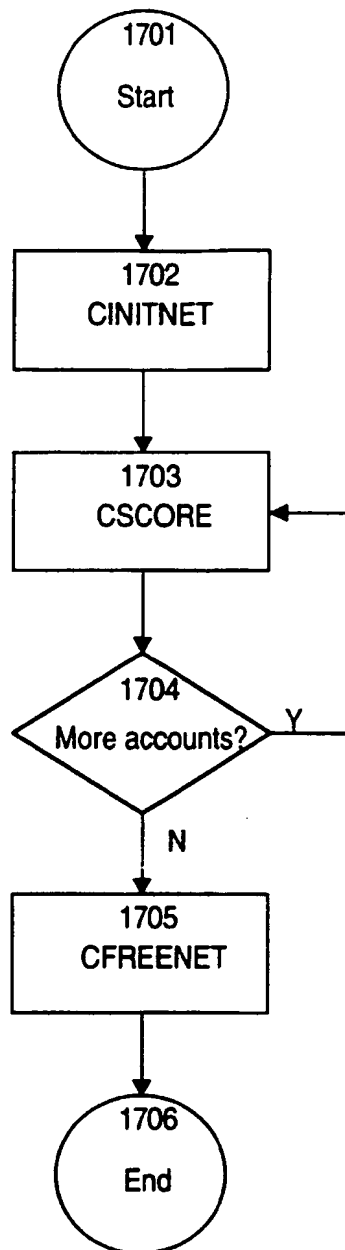 1701
Start
1702
CINITNET
1703
CSCORE
1704
More accounts?
Y
N
1705
CFREENET
1706
End